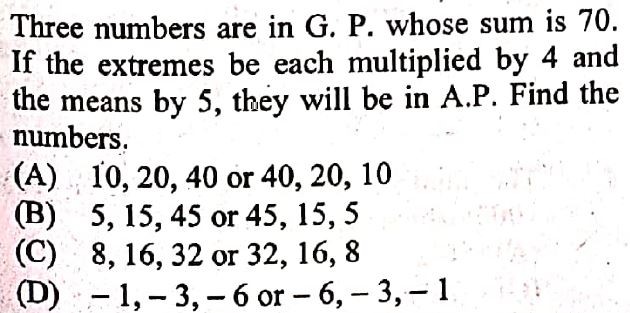 Three numbers are in G. P. whose sum is 70.
If the extremes be each multiplied by 4 and
the means by 5, they will be in A.P. Find the
numbers.
(A) 10, 20, 40 or 40, 20, 10
(B) 5, 15, 45 or 45, 15, 5
(C) 8, 16, 32 or 32, 16, 8
(D) – 1, – 3, – 6 or – 6, – 3, – 1